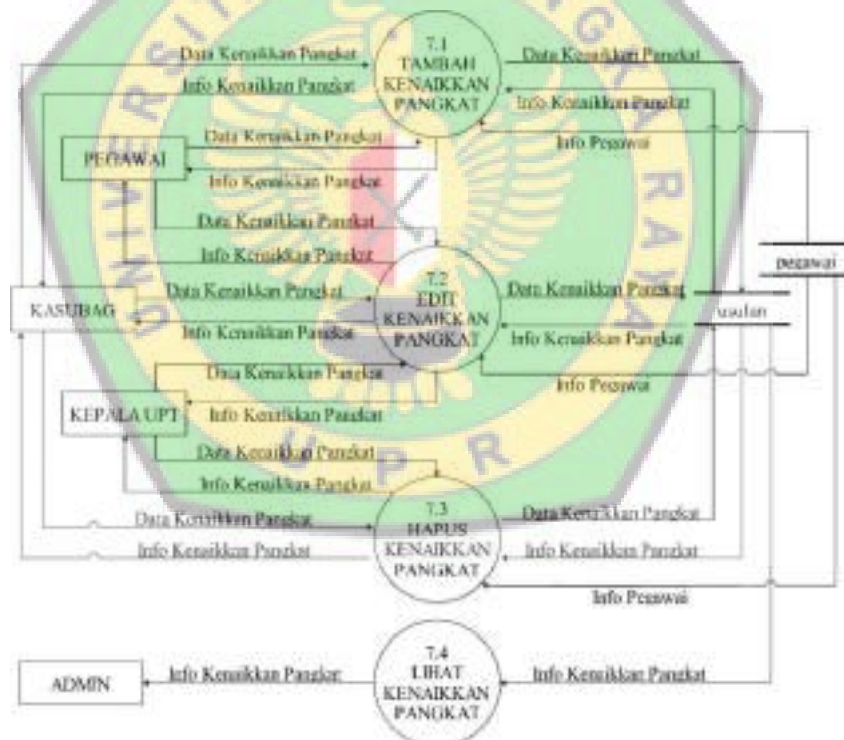 7.1
TAMBAH
KENAIKKAN
PANGKAT
Data Kenaikkan Pangkat
Data Kenaikkan Pangkat
Info Kenaikkan Pangkat
Info Kenaikkan Pangkat
Data Kenaikkan Pangkat
Info Pegawai
PEGAWAI
Info Kenaikkan Pangkat
Data Kenaikkan Pangkat
Info Kenaikkan Pangkat
pegawai
7.2
EDIT
KENAIKKAN
PANGKAT
Data Kenaikkan Pangkat
Data Kenaikkan Pangkat
KASUBAG
usulan
Info Kenaikkan Pangkat
Info Kenaikkan Pangkat
Data Kenaikkan Pangkat
Info Pegawai
KEPALA UPT
Info Kenaikkan Pangkat
Data Kenaikkan Pangkat
Info Kenaikkan Pangkat
7.3
HAPUS
KENAIKKAN
PANGKAT
Data Kenaikkan Pangkat
Data Kenaikkan Pangkat
Info Kenaikkan Pangkat
Info Kenaikkan Pangkat
Info Pegawai
7.4
LIHAT
KENAIKKAN
PANGKAT
ADMIN
Info Kenaikkan Pangkat
Info Kenaikkan Pangkat
UPR